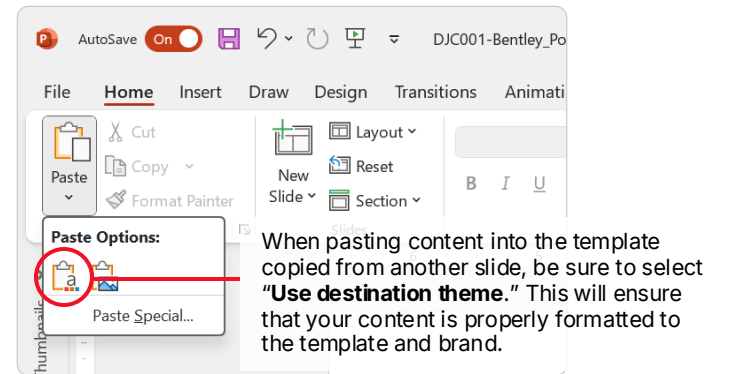 AutoSave On DJC001-Bentley_Po
File Home Insert Draw Design Transitions Animati
Paste
Cut
Copy
Format Painter
New
Slide
Layout
Reset
Section
B I U
Slides
Paste Options:
a
Paste Special...
When pasting content into the template
copied from another slide, be sure to select
“Use destination theme.” This will ensure
that your content is properly formatted to
the template and brand.